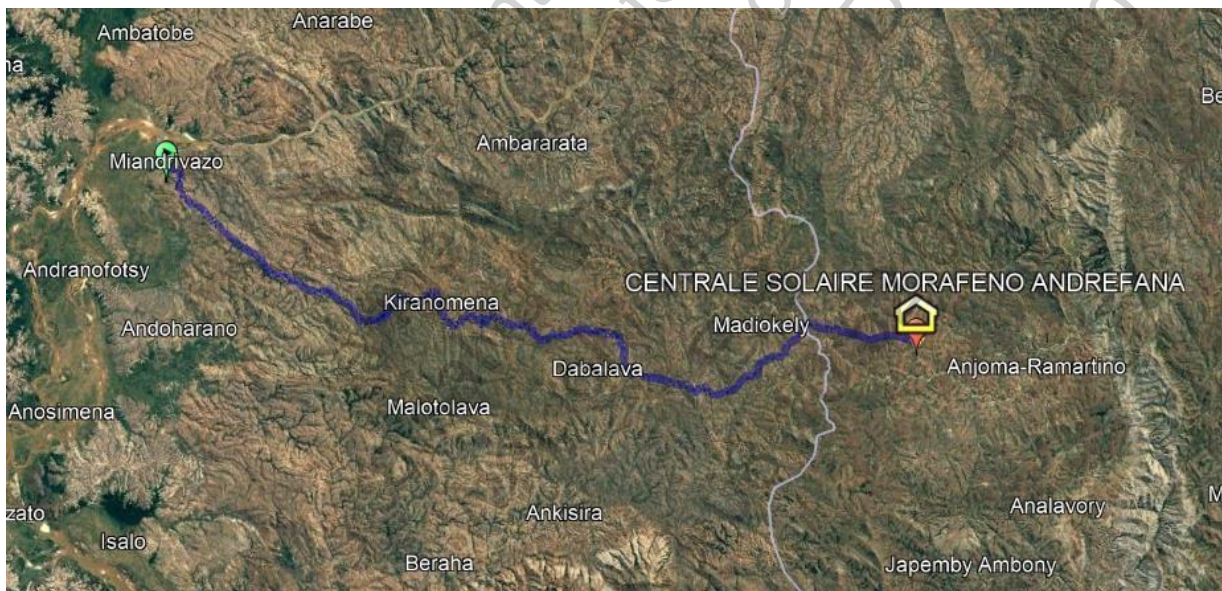 Anarabe
Ambatobe
na
Be
Ambararata
Miandrivazo
Andranofotsy
CENTRALE SOLAIRE MORAFENO ANDREFANA
Kiranomena
Andoharano
Madiokely
Dabalava
Anjoma-Ramartino
Malotolava
Anosimena
M
Analavory
zato
Ankisira
Isalo
Beraha
Japemby Ambony